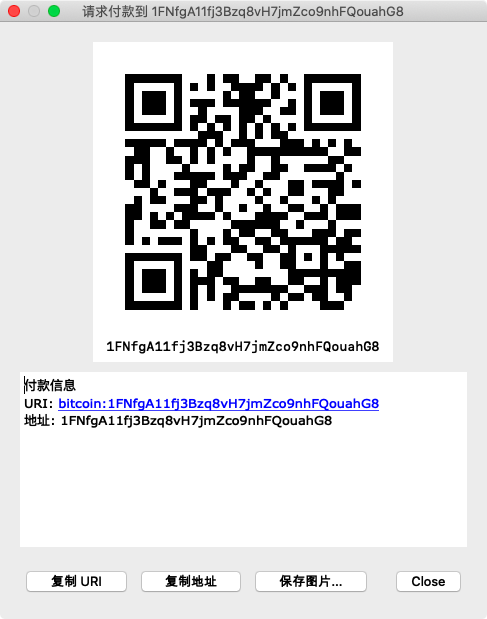 请求付款到 1FNfgA11fj3Bzq8vH7jmZco9nhFQouahG8
1FNfgA11fj3Bzq8vH7jmZco9nhFQouahG8
付款信息
URI: bitcoin:1FNfgA11fj3Bzq8vH7jmZco9nhFQouahG8
地址: 1FNfgA11fj3Bzq8vH7jmZco9nhFQouahG8
复制 URI
复制地址
保存图片...
Close